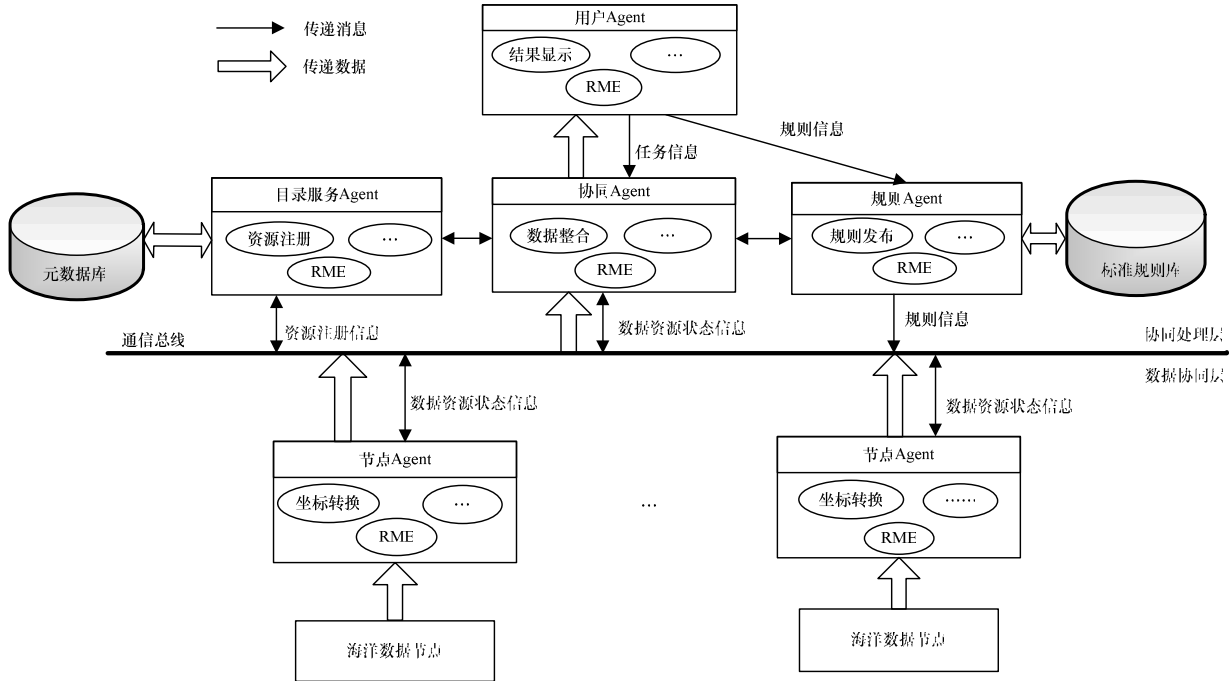 用户Agent
传递消息
结果显示
…
传递数据
RME
规则信息
任务信息
目录服务Agent
协同Agent
规则Agent
资源注册
…
数据整合
…
规则发布
…
RME
RME
RME
元数据库
标准规则库
资源注册信息
数据资源状态信息
规则信息
通信总线
协同处理层
数据协同层
数据资源状态信息
数据资源状态信息
节点Agent
节点Agent
坐标转换
…
…
坐标转换
……
RME
RME
海洋数据节点
海洋数据节点